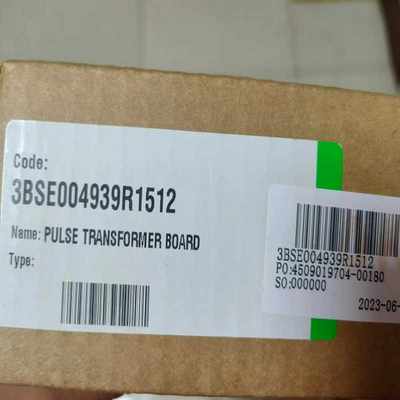 Code:
3BSE004939R1512
Name: PULSE TRANSFORMER BOARD
Type:
3BSE004939R1512
PO:4509019704-00180
SO:000000
2023-06-